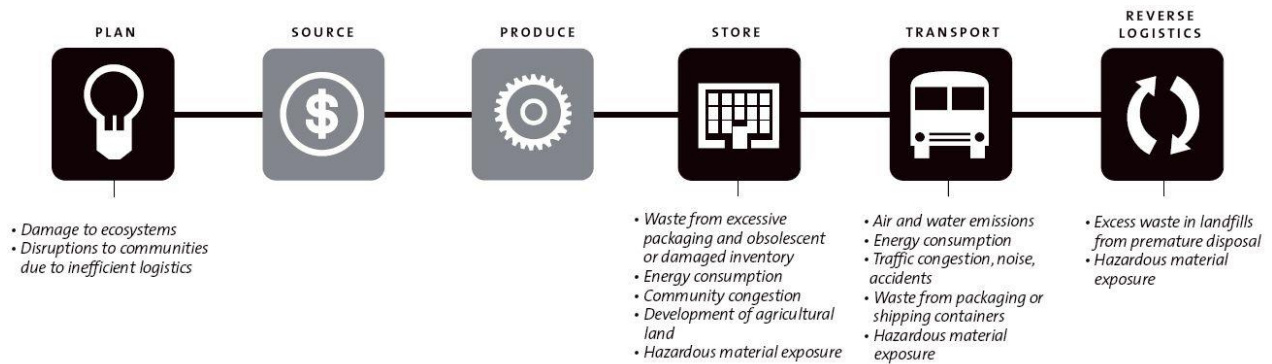 PLAN
SOURCE
PRODUCE
STORE
TRANSPORT
REVERSE
LOGISTICS
$
• Damage to ecosystems
• Disruptions to communities
due to inefficient logistics
• Waste from excessive
packaging and obsolescent
or damaged inventory
• Energy consumption
• Community congestion
• Development of agricultural
land
• Hazardous material exposure
• Air and water emissions
• Energy consumption
• Traffic congestion, noise,
accidents
• Waste from packaging or
shipping containers
• Hazardous material
exposure
• Excess waste in landfills
from premature disposal
• Hazardous material
exposure